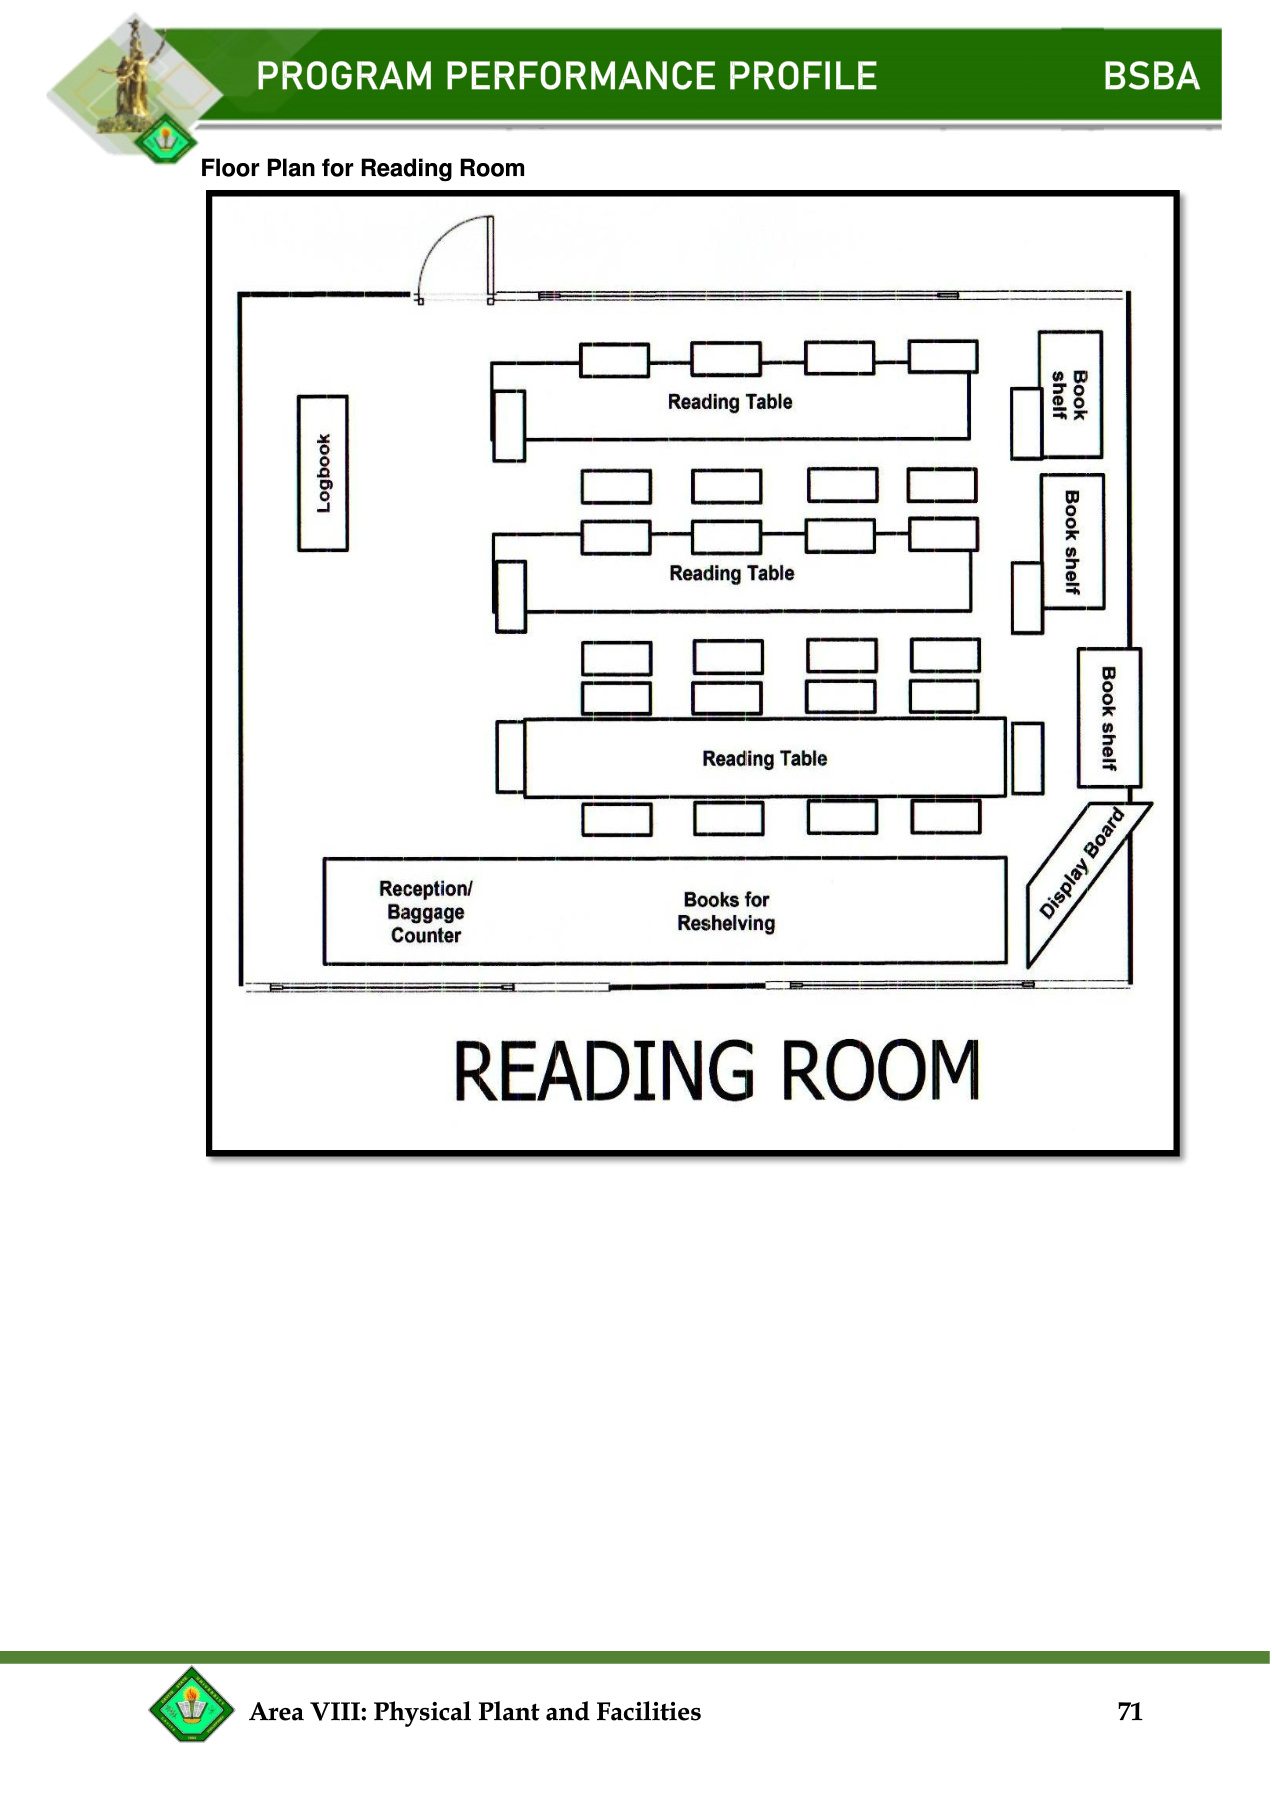 PROGRAM PERFORMANCE PROFILE BSBA
Floor Plan for Reading Room
Book
shelf
Reading Table
Logbook
Book shelf
Reading Table
Book shelf
Reading Table
Display Board
Reception/
Baggage
Counter
Books for
Reshelving
READING ROOM
Area VIII: Physical Plant and Facilities 71